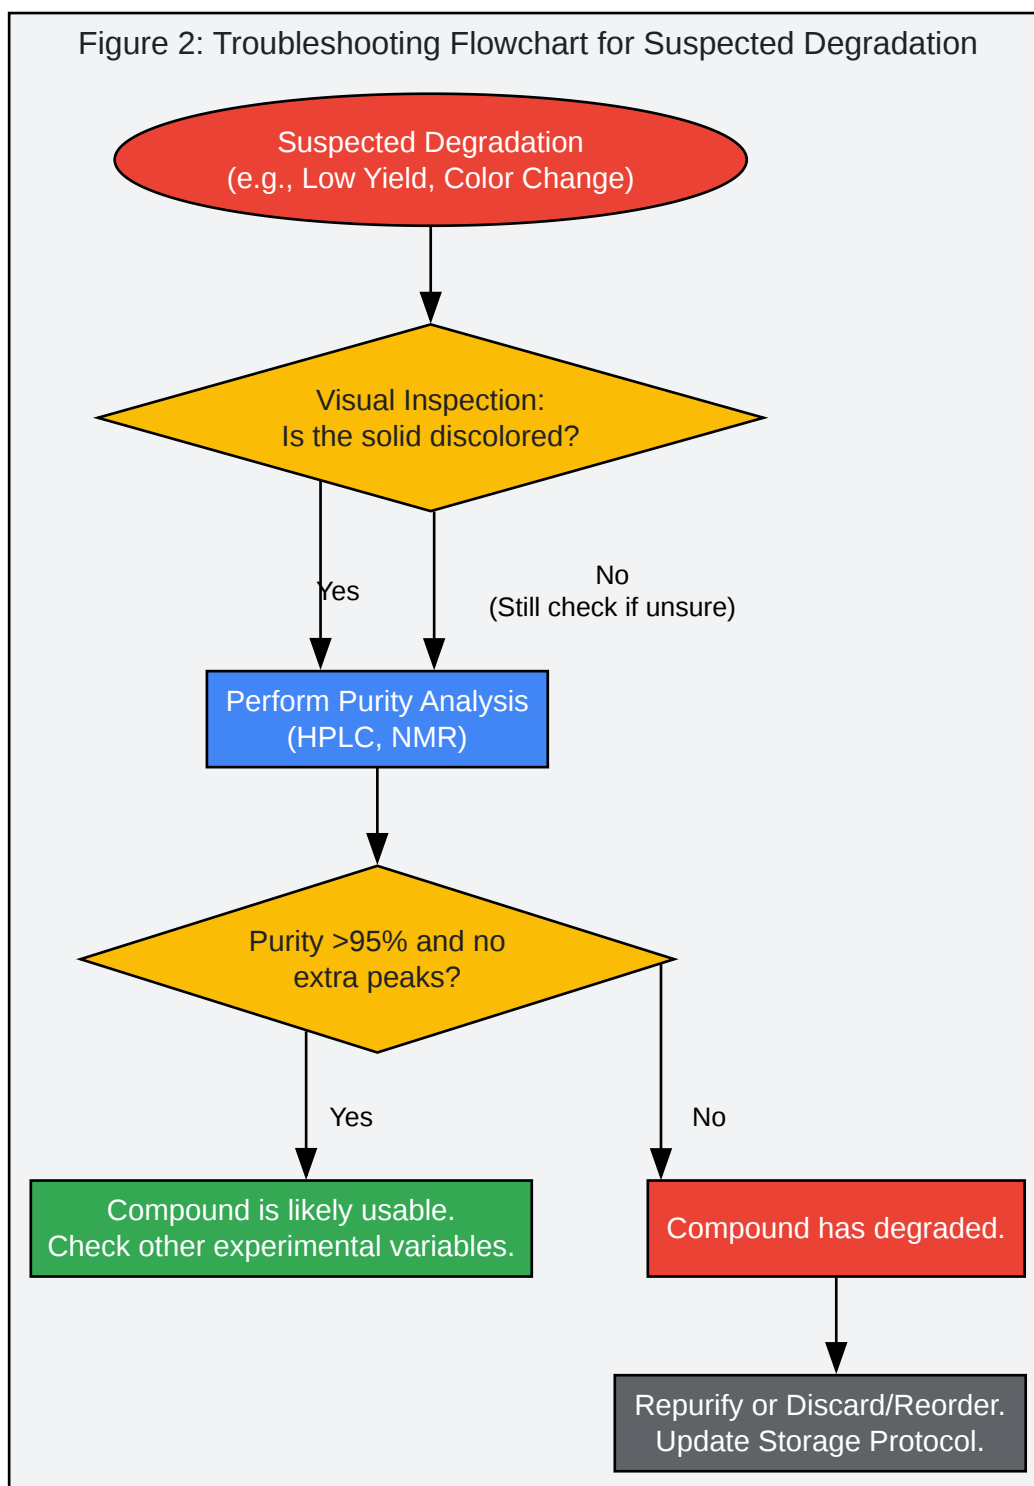 Figure 2: Troubleshooting Flowchart for Suspected Degradation
Suspected Degradation
(e.g., Low Yield, Color Change)
Visual Inspection:
Is the solid discolored?
Yes
No
(Still check if unsure)
Perform Purity Analysis
(HPLC, NMR)
Purity >95% and no
extra peaks?
Yes
No
Compound is likely usable.
Check other experimental variables.
Compound has degraded.
Repurify or Discard/Reorder.
Update Storage Protocol.